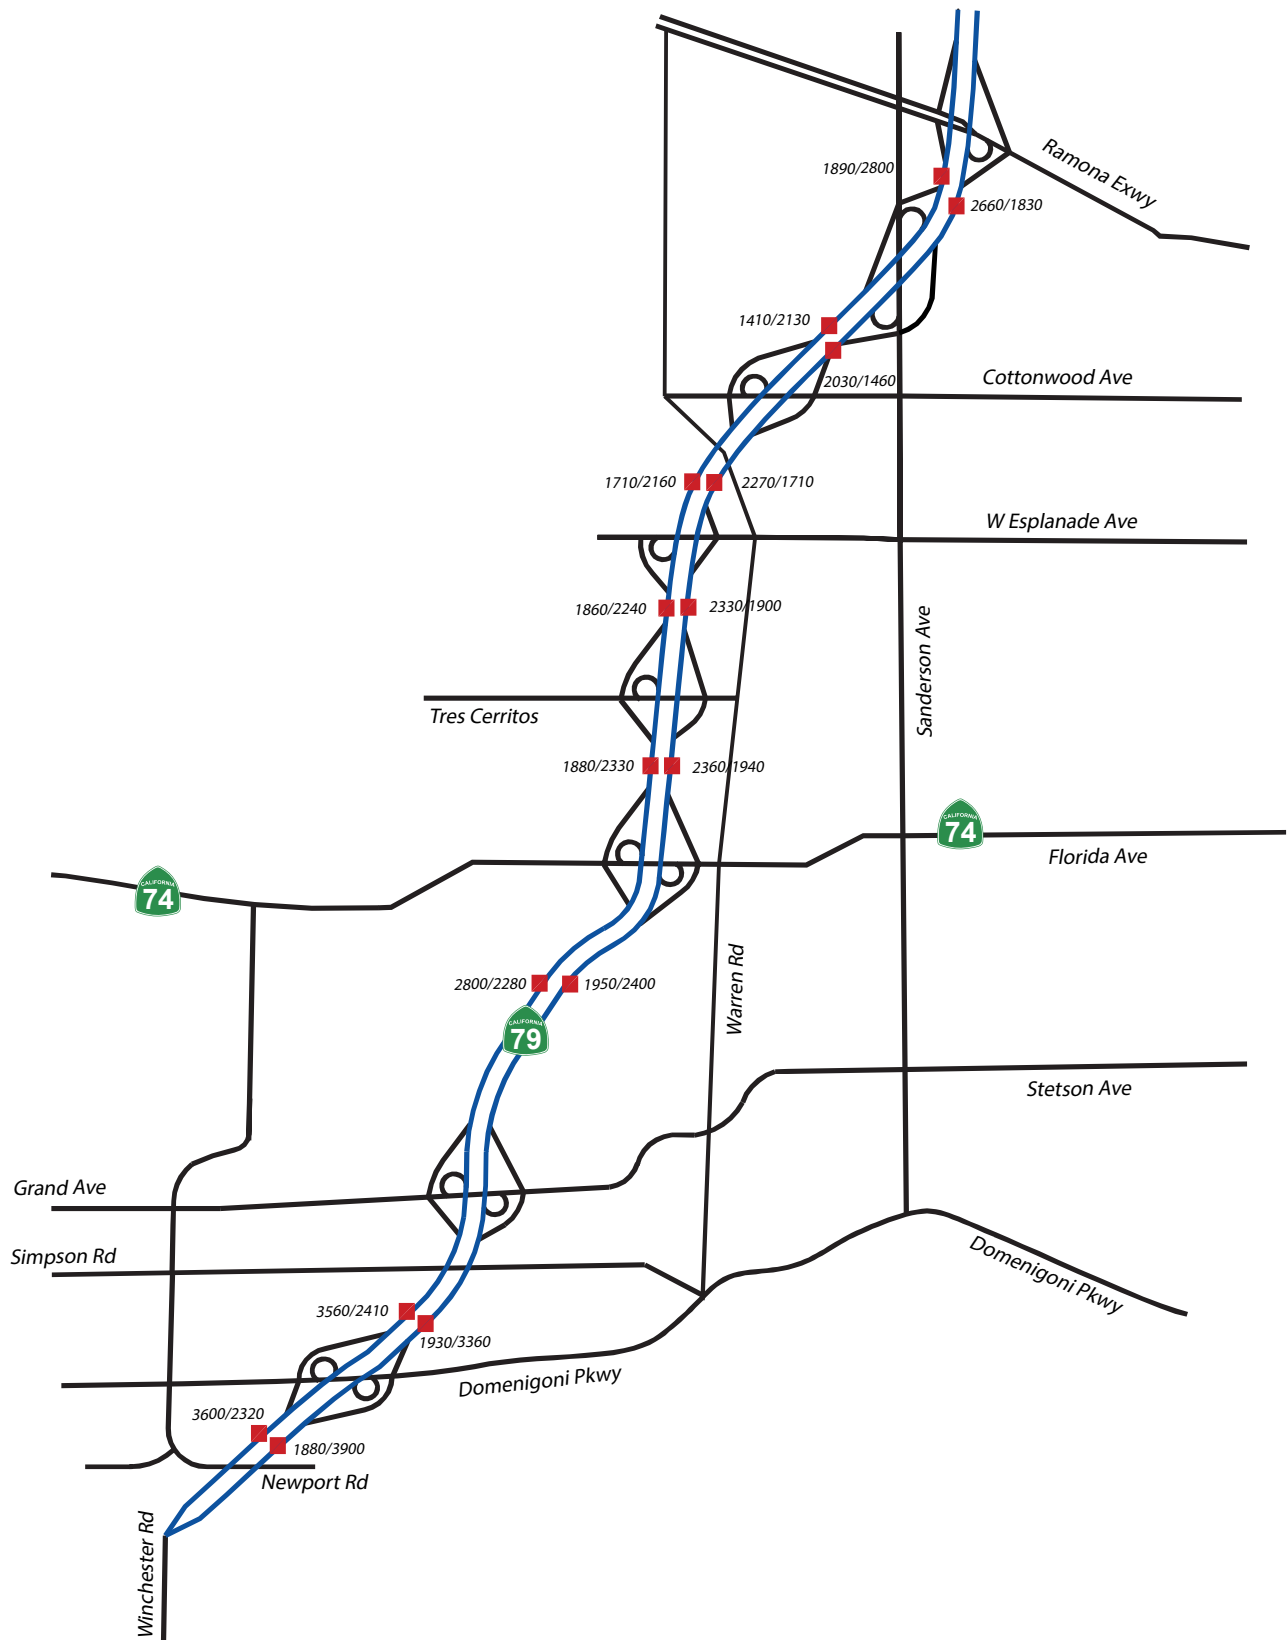 Ramona Exwy
1890/2800
2660/1830
1410/2130
2030/1460
Cottonwood Ave
1710/2160
2270/1710
W Esplanade Ave
1860/2240
2330/1900
Sanderson Ave
Tres Cerritos
1880/2330
2360/1940
CALIFORNIA
74
Florida Ave
CALIFORNIA
74
Warren Rd
2800/2280
1950/2400
CALIFORNIA
79
Stetson Ave
Grand Ave
Simpson Rd
Domenigoni Pkwy
3560/2410
1930/3360
Domenigoni Pkwy
3600/2320
1880/3900
Newport Rd
Winchester Rd